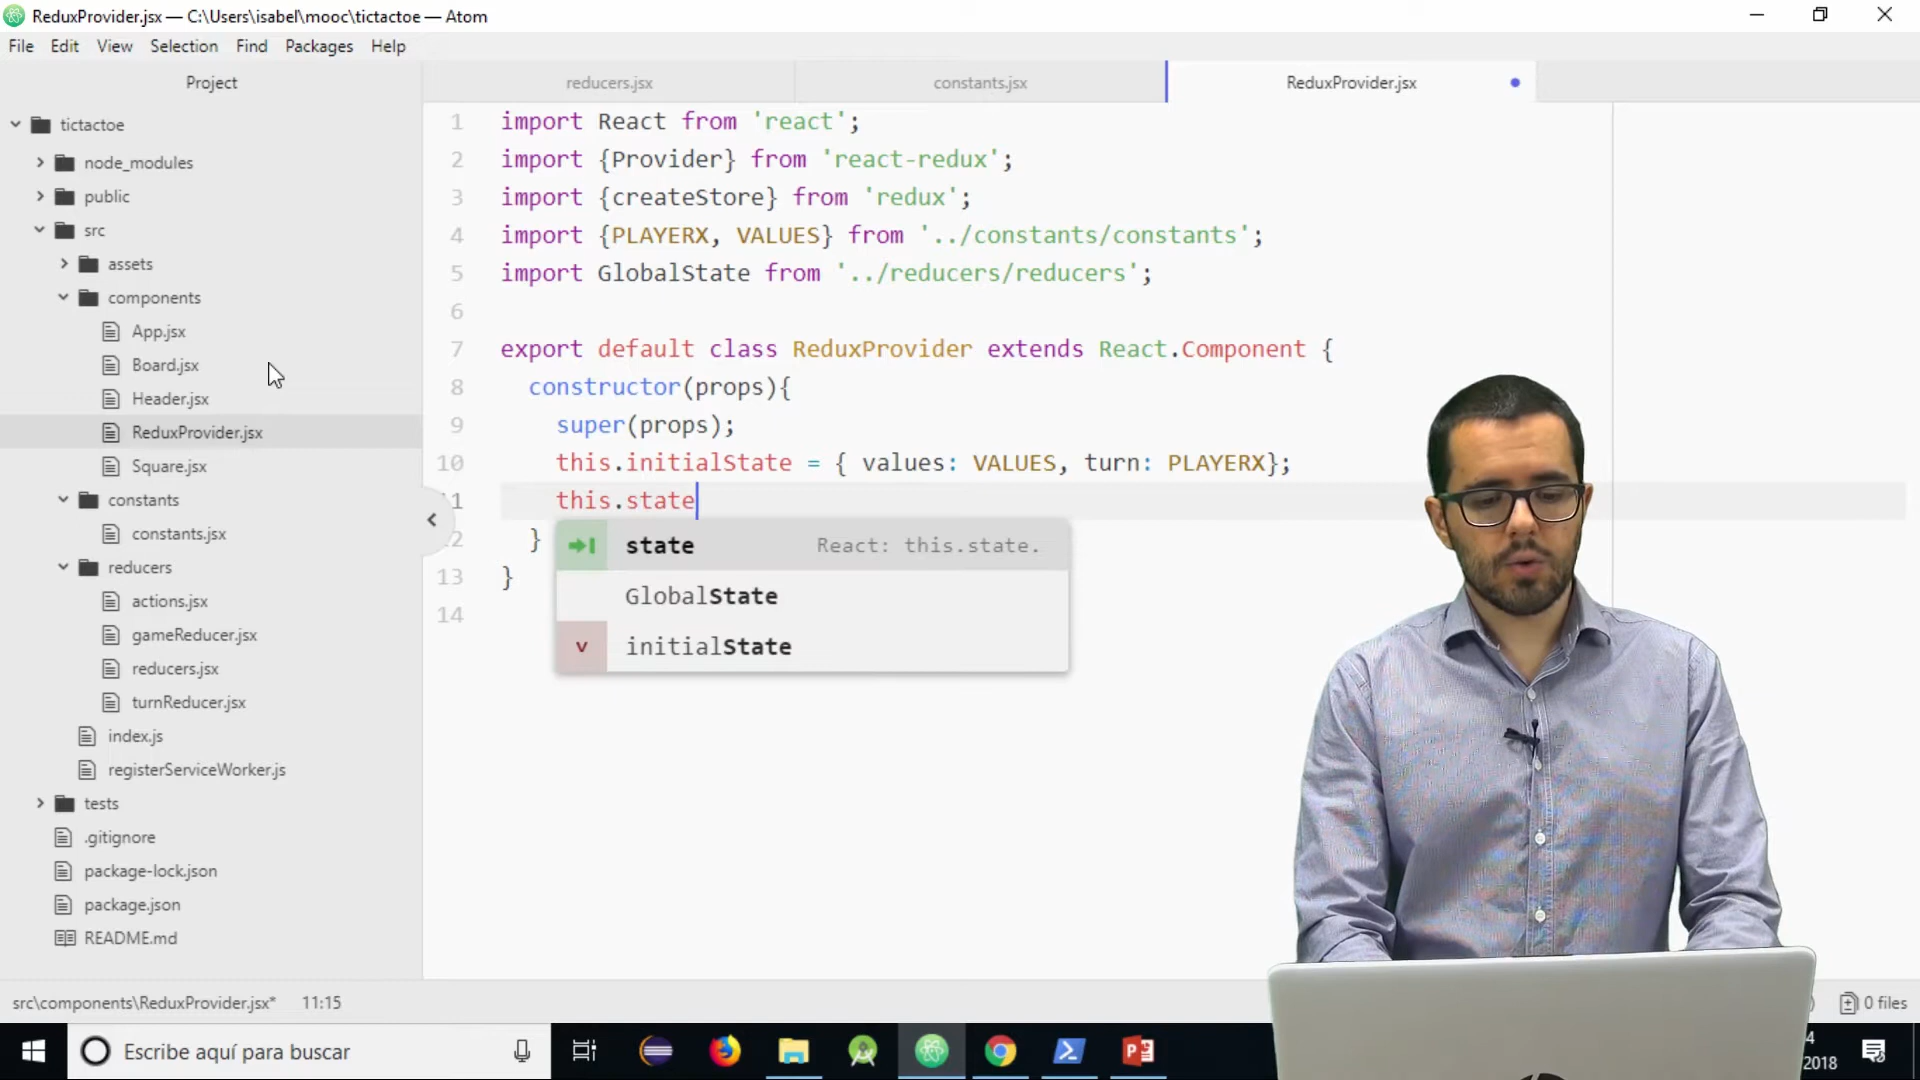 ReduxProvider.jsx — C:\Users\isabel\mooc\tictactoe — Atom
File Edit View Selection Find Packages Help
Project
reducers.jsx
constants.jsx
ReduxProvider.jsx
tictactoe
node_modules
public
src
assets
components
App.jsx
Board.jsx
Header.jsx
ReduxProvider.jsx
Square.jsx
constants
constants.jsx
reducers
actions.jsx
gameReducer.jsx
reducers.jsx
turnReducer.jsx
index.js
registerServiceWorker.js
tests
.gitignore
package-lock.json
package.json
README.md
1 import React from 'react';
2 import {Provider} from 'react-redux';
3 import {createStore} from 'redux';
4 import {PLAYERX, VALUES} from '../constants/constants';
5 import GlobalState from '../reducers/reducers';
6
7 export default class ReduxProvider extends React.Component {
8 constructor(props){
9 super(props);
10 this.initialState = { values: VALUES, turn: PLAYERX};
11 this.state
12 }
13 }
14
state React: this.state.
GlobalState
v initialState
src\components\ReduxProvider.jsx* 11:15
0 files
Escribe aquí para buscar
4
2018